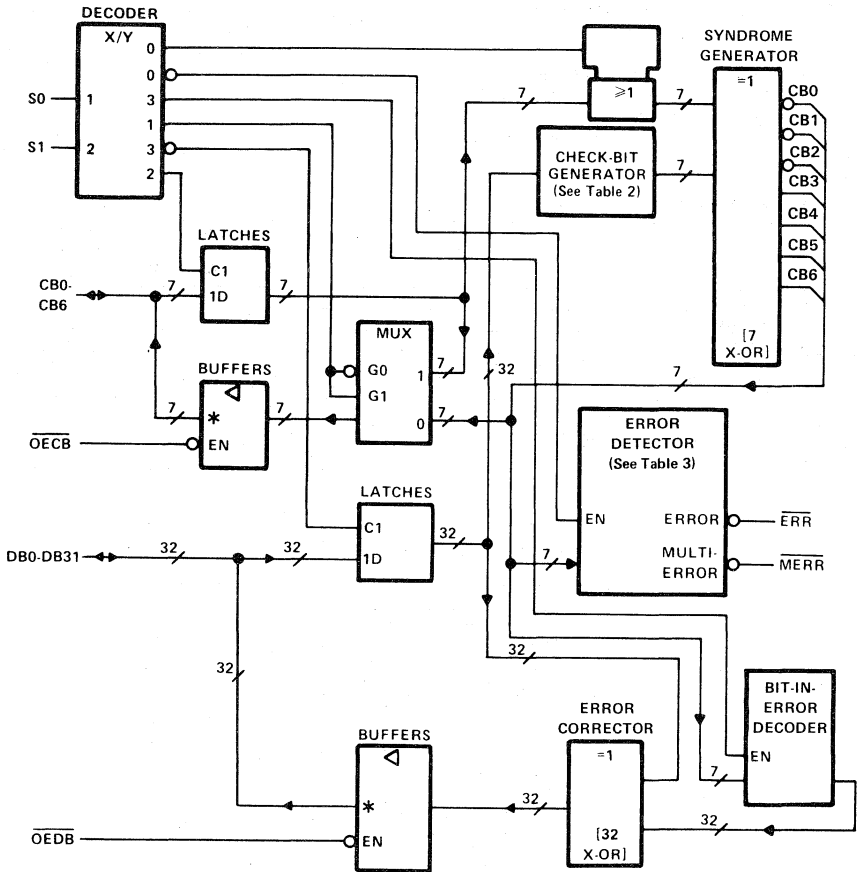 DECODER
X/Y
0
0
3
1
3
2
S0
1
S1
2
SYNDROME
GENERATOR
=1
≥1
7
7
CB0
CB1
CB2
CB3
CB4
CB5
CB6
CHECK-BIT
GENERATOR
(See Table 2)
7
[7
X-OR]
LATCHES
C1
1D
CB0-
CB6
7
7
MUX
G0
G1
1
0
7
7
32
7
BUFFERS
*
EN
7
7
OECB
ERROR
DETECTOR
(See Table 3)
EN
ERROR
MULTI-
ERROR
ERR
MERR
7
LATCHES
C1
1D
DB0-DB31
32
32
32
32
32
BIT-IN-
ERROR
DECODER
EN
7
ERROR
CORRECTOR
=1
[32
X-OR]
32
32
BUFFERS
*
EN
OEDB